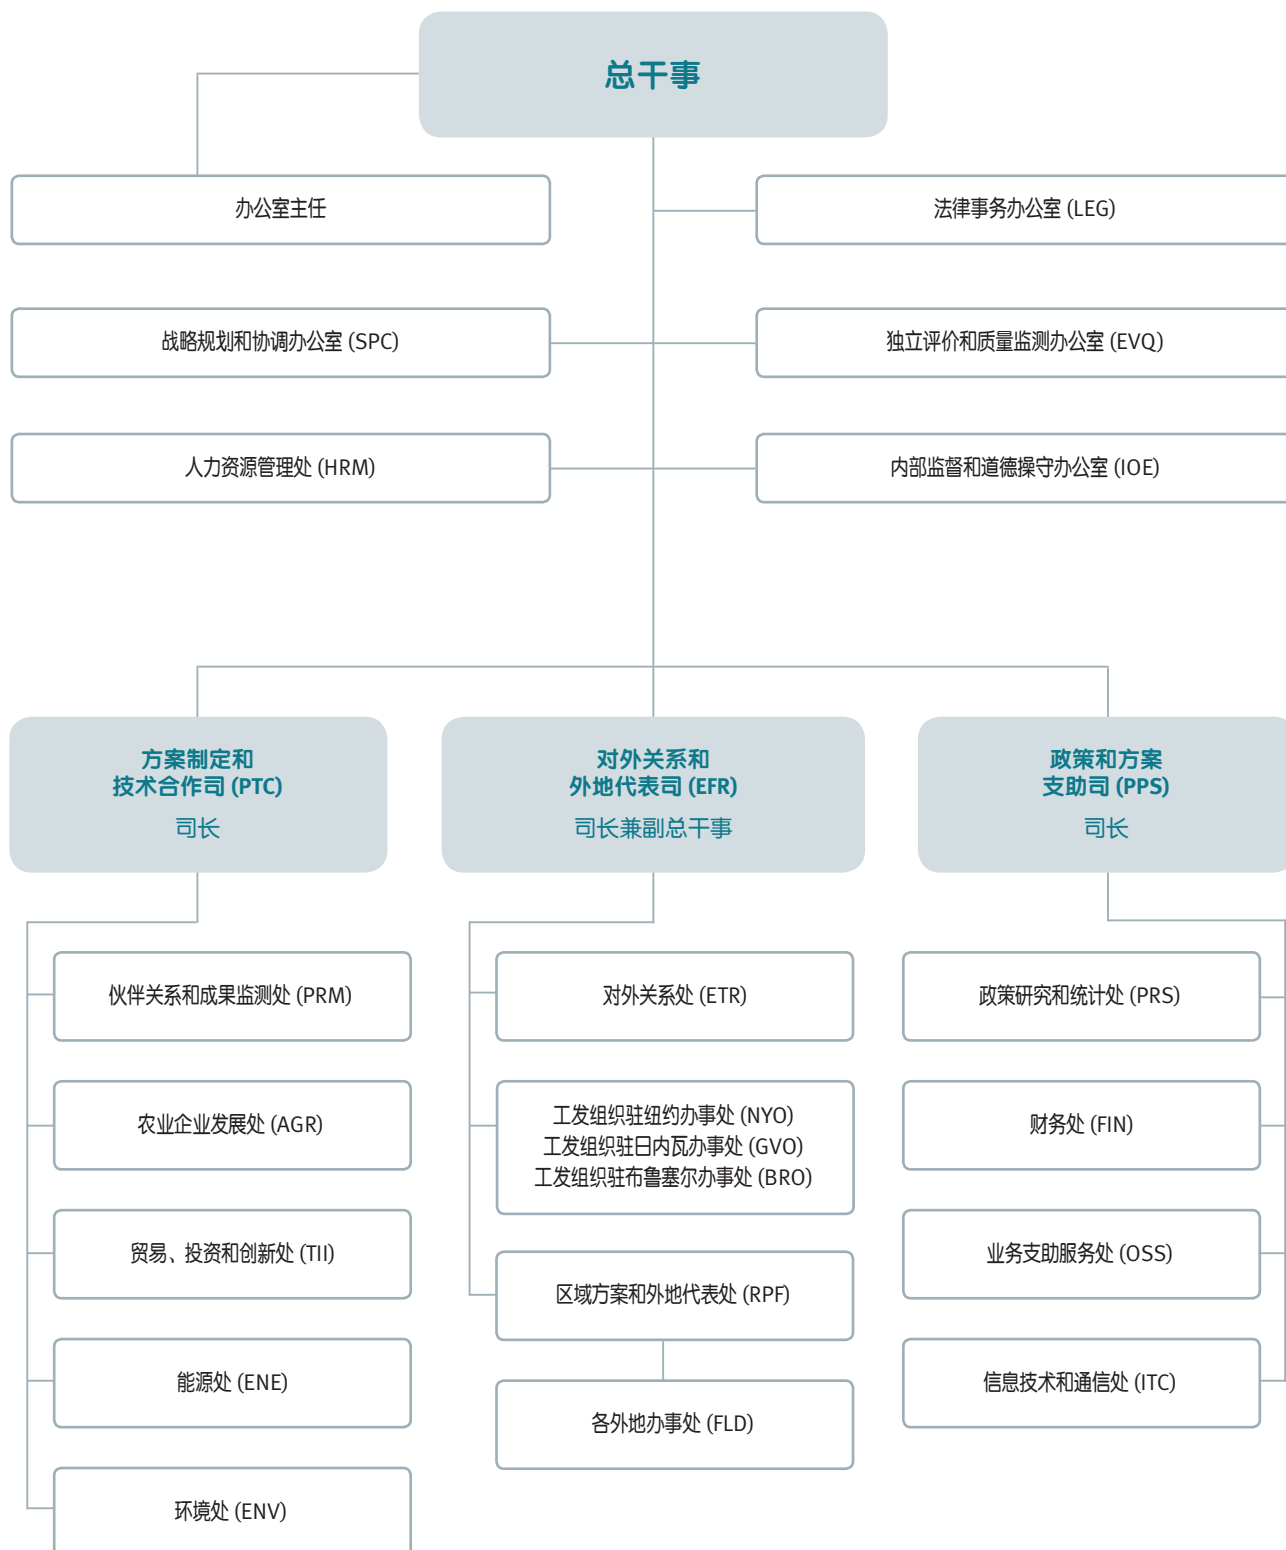 总干事
办公室主任
法律事务办公室 (LEG)
战略规划和协调办公室 (SPC)
独立评价和质量监测办公室 (EVQ)
人力资源管理处 (HRM)
内部监督和道德操守办公室 (IOE)
方案制定和
技术合作司 (PTC)
司长
对外关系和
外地代表司 (EFR)
司长兼副总干事
政策和方案
支助司 (PPS)
司长
伙伴关系和成果监测处 (PRM)
农业企业发展处 (AGR)
贸易、投资和创新处 (TII)
能源处 (ENE)
环境处 (ENV)
对外关系处 (ETR)
工发组织驻纽约办事处 (NYO)
工发组织驻日内瓦办事处 (GVO)
工发组织驻布鲁塞尔办事处 (BRO)
区域方案和外地代表处 (RPF)
各外地办事处 (FLD)
政策研究和统计处 (PRS)
财务处 (FIN)
业务支助服务处 (OSS)
信息技术和通信处 (ITC)